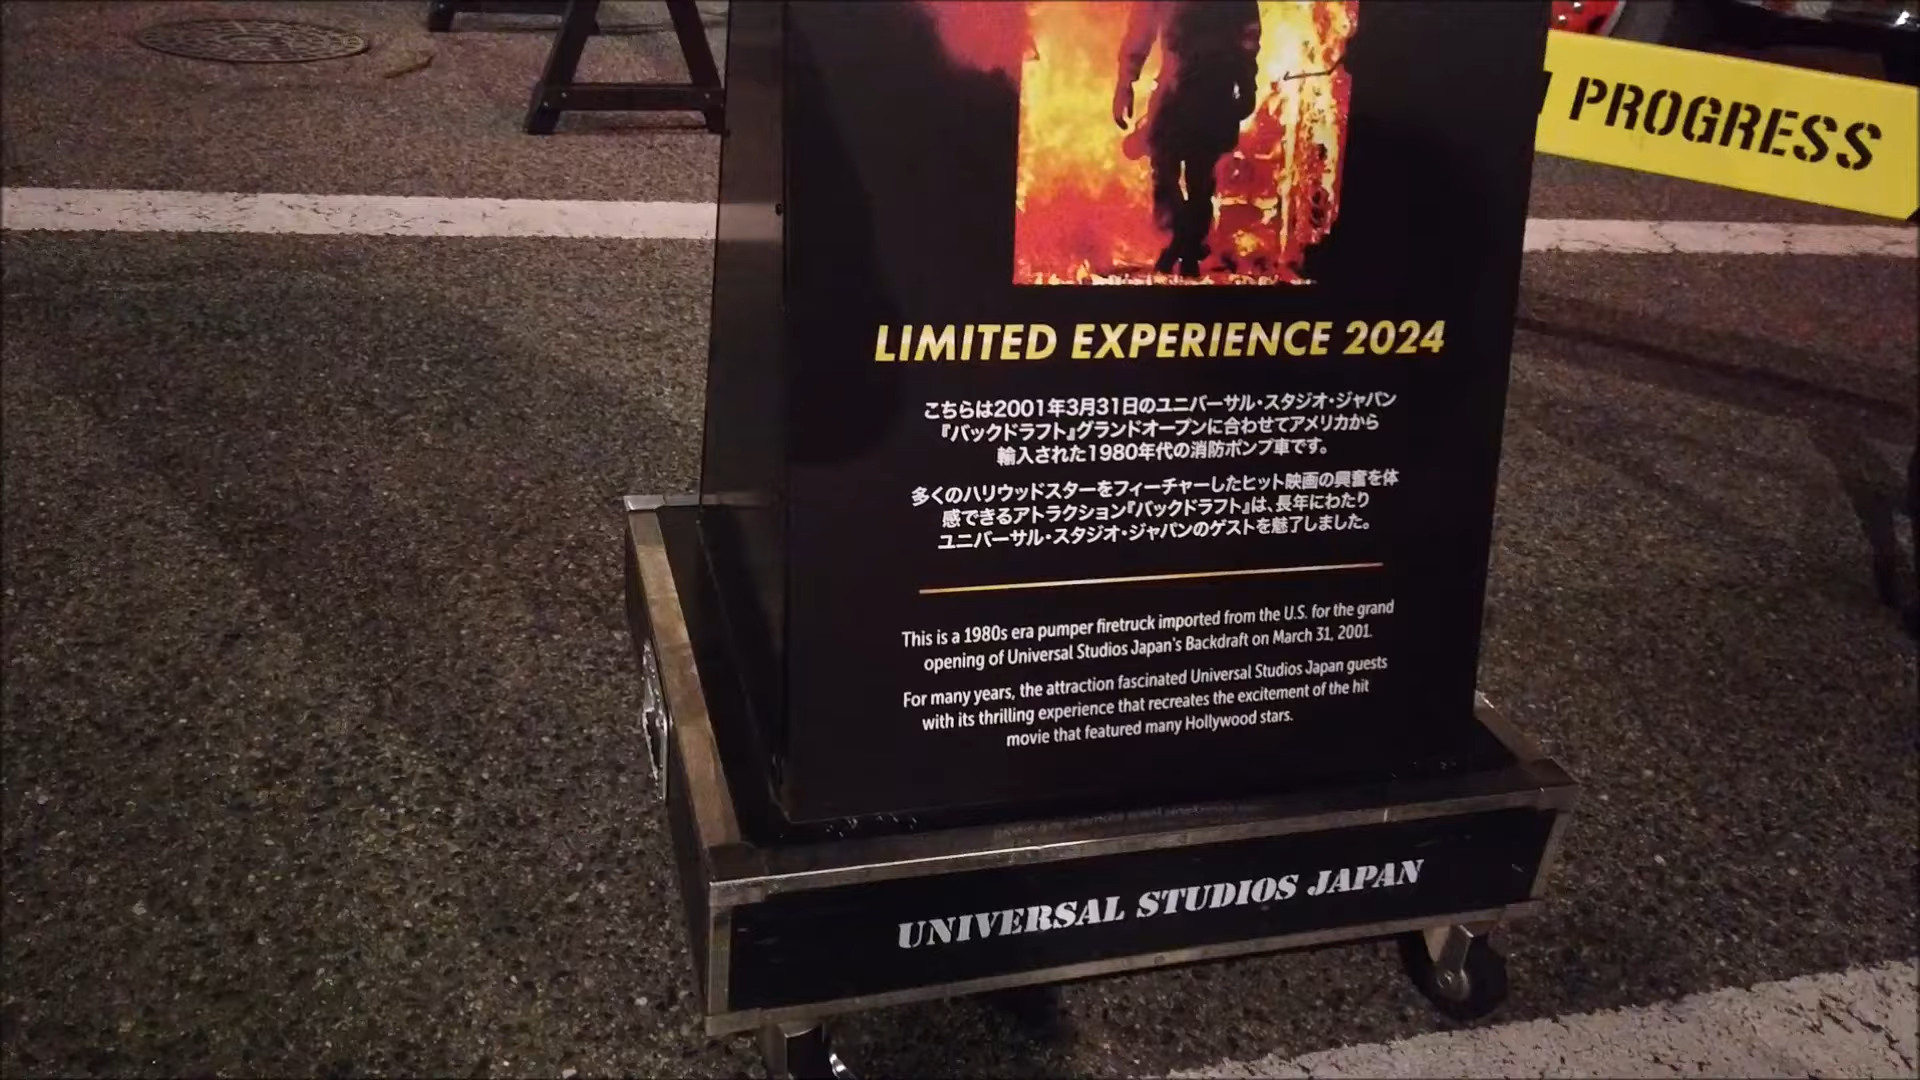 PROGRESS
LIMITED EXPERIENCE 2024
こちらは2001年3月31日のユニバーサル・スタジオ・ジャパン
『バックドラフト』グランドオープンに合わせてアメリカから
輸入された1980年代の消防ポンプ車です。
多くのハリウッドスターをフィーチャーしたヒット映画の興奮を体
感できるアトラクション『バックドラフト』は、長年にわたり
ユニバーサル・スタジオ・ジャパンのゲストを魅了しました。
This is a 1980s era pumper firetruck imported from the U.S. for the grand
opening of Universal Studios Japan's Backdraft on March 31, 2001.
For many years, the attraction fascinated Universal Studios Japan guests
with its thrilling experience that recreates the excitement of the hit
movie that featured many Hollywood stars.
UNIVERSAL STUDIOS JAPAN